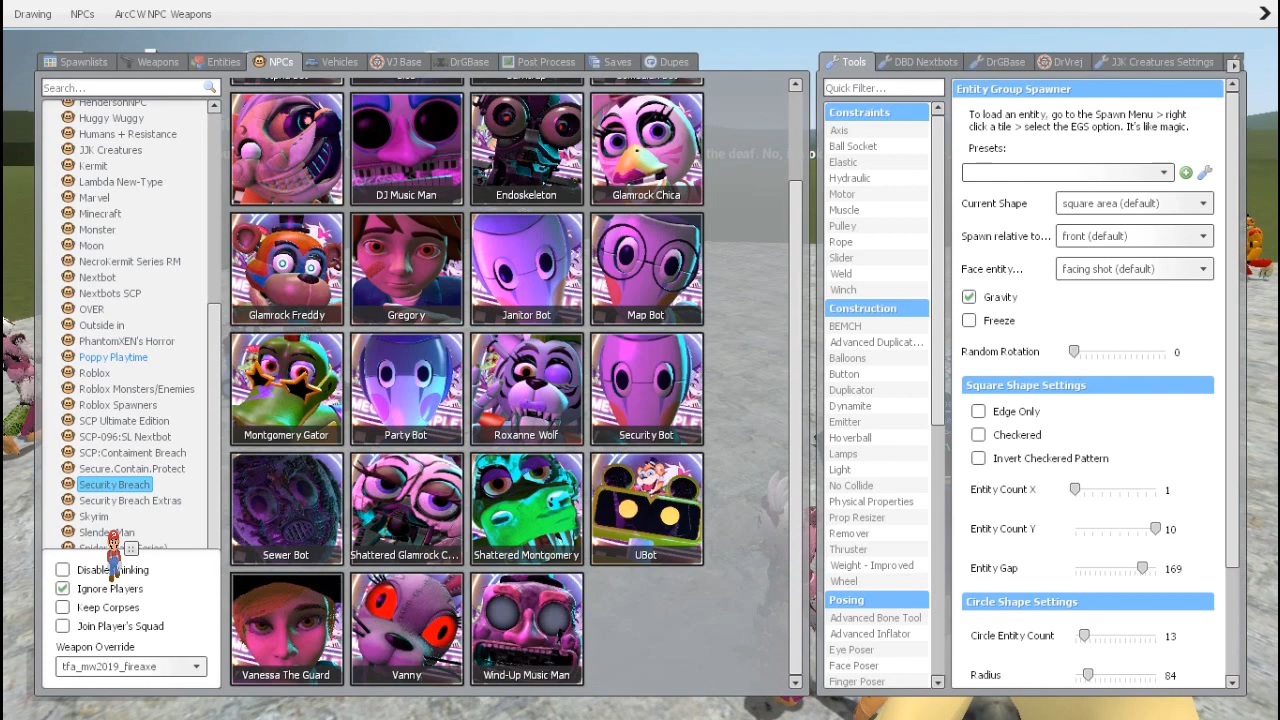 Drawing NPCs ArcCW NPC Weapons
Spawnlists Weapons Entities NPCs Vehicles VJ Base DrGBase Post Process Saves Dupes
Search...
HendersonNPC
Huggy Wuggy
Humans + Resistance
JJK Creatures
Kermit
Lambda New-Type
Marvel
Minecraft
Monster
Moon
NecroKermit Series RM
Nextbot
Nextbots SCP
OVER
Outside in
PhantomXEN's Horror
Poppy Playtime
Roblox
Roblox Monsters/Enemies
Roblox Spawners
SCP Ultimate Edition
SCP-096:SL Nextbot
SCP:Contaiment Breach
Secure.Contain.Protect
Security Breach
Security Breach Extras
Skyrim
Ignore Players
Keep Corpses
Join Player's Squad
Weapon Override
tfa_mw2019_fireaxe
DJ Music Man Endoskeleton Glamrock Chica
Glamrock Freddy Gregory Janitor Bot Map Bot
Montgomery Gator Party Bot Roxanne Wolf Security Bot
Sewer Bot Shattered Glamrock C... Shattered Montgomery UBot
Vanessa The Guard Vanny Wind-Up Music Man
the deaf. No,
Tools DBD Nextbots DrGBase DrVrej JJK Creatures Settings
Quick Filter...
Constraints
Axis
Ball Socket
Elastic
Hydraulic
Motor
Muscle
Pulley
Rope
Slider
Weld
Winch
Construction
BEMCH
Advanced Duplicat...
Balloons
Button
Duplicator
Dynamite
Emitter
Hoverball
Lamps
Light
No Collide
Physical Properties
Prop Resizer
Remover
Thruster
Weight - Improved
Wheel
Posing
Advanced Bone Tool
Advanced Inflator
Eye Poser
Face Poser
Finger Poser
Entity Group Spawner
To load an entity, go to the Spawn Menu > right
click a tile > select the EGS option. It's like magic.
Presets:
Current Shape square area (default)
Spawn relative to... front (default)
Face entity... facing shot (default)
Gravity
Freeze
Random Rotation 0
Square Shape Settings
Edge Only
Checkered
Invert Checkered Pattern
Entity Count X 1
Entity Count Y 10
Entity Gap 169
Circle Shape Settings
Circle Entity Count 13
Radius 84